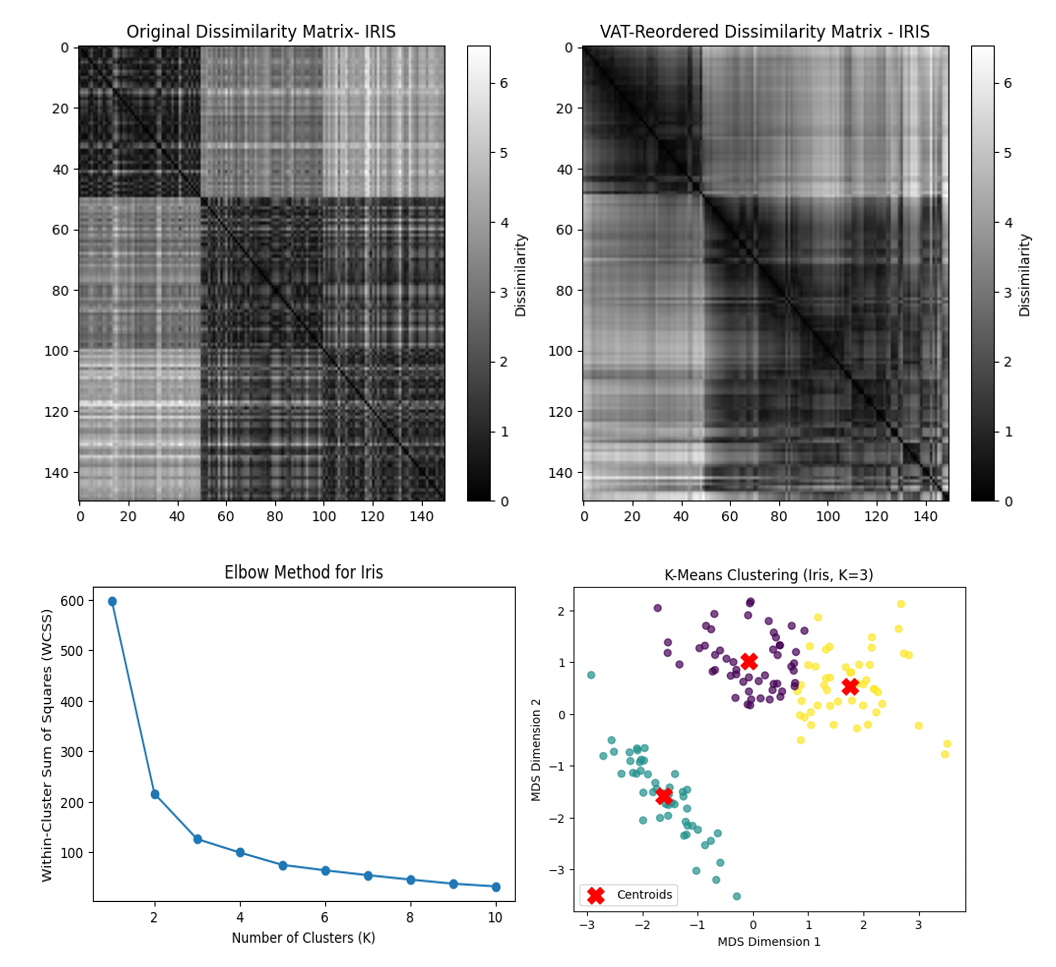 Original Dissimilarity Matrix- IRIS
0
20
40
60
80
100
120
140
0 20 40 60 80 100 120 140
6
5
4
3
2
1
0
Dissimilarity
VAT-Reordered Dissimilarity Matrix - IRIS
0
20
40
60
80
100
120
140
0 20 40 60 80 100 120 140
6
5
4
3
2
1
0
Dissimilarity
Elbow Method for Iris
Within-Cluster Sum of Squares (WCSS)
600
500
400
300
200
100
2 4 6 8 10
Number of Clusters (K)
K-Means Clustering (Iris, K=3)
MDS Dimension 2
2
1
0
−1
−2
−3
Centroids
−3 −2 −1 0 1 2 3
MDS Dimension 1